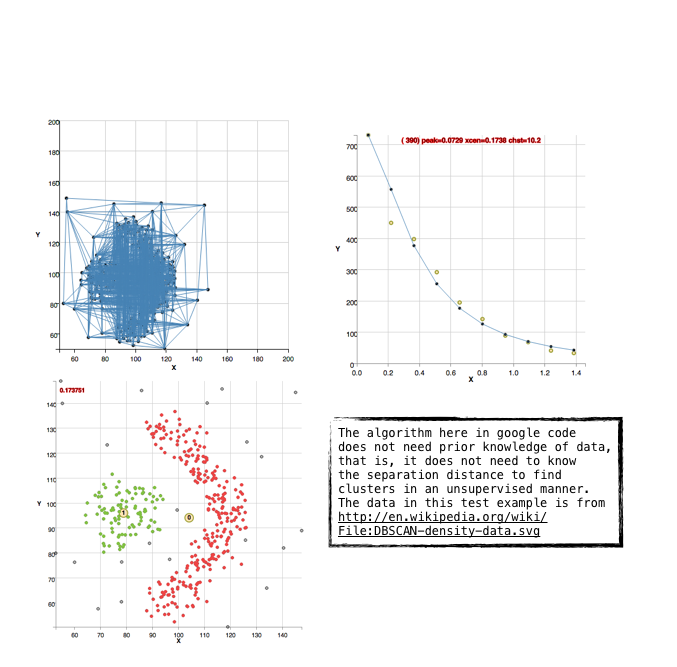 200
180
160
140
120
100
80
60
Y
60 80 100 120 140 160 180 200
X
( 390) peak=0.0729 xcen=0.1738 chst=10.2
700
600
500
400
300
200
100
0
Y
0.0 0.2 0.4 0.6 0.8 1.0 1.2 1.4
X
0.173751
140
130
120
110
100
90
80
70
60
Y
1
0
60 70 80 90 100 110 120 130 140
X
The algorithm here in google code
does not need prior knowledge of data,
that is, it does not need to know
the separation distance to find
clusters in an unsupervised manner.
The data in this test example is from
http://en.wikipedia.org/wiki/
File:DBSCAN-density-data.svg